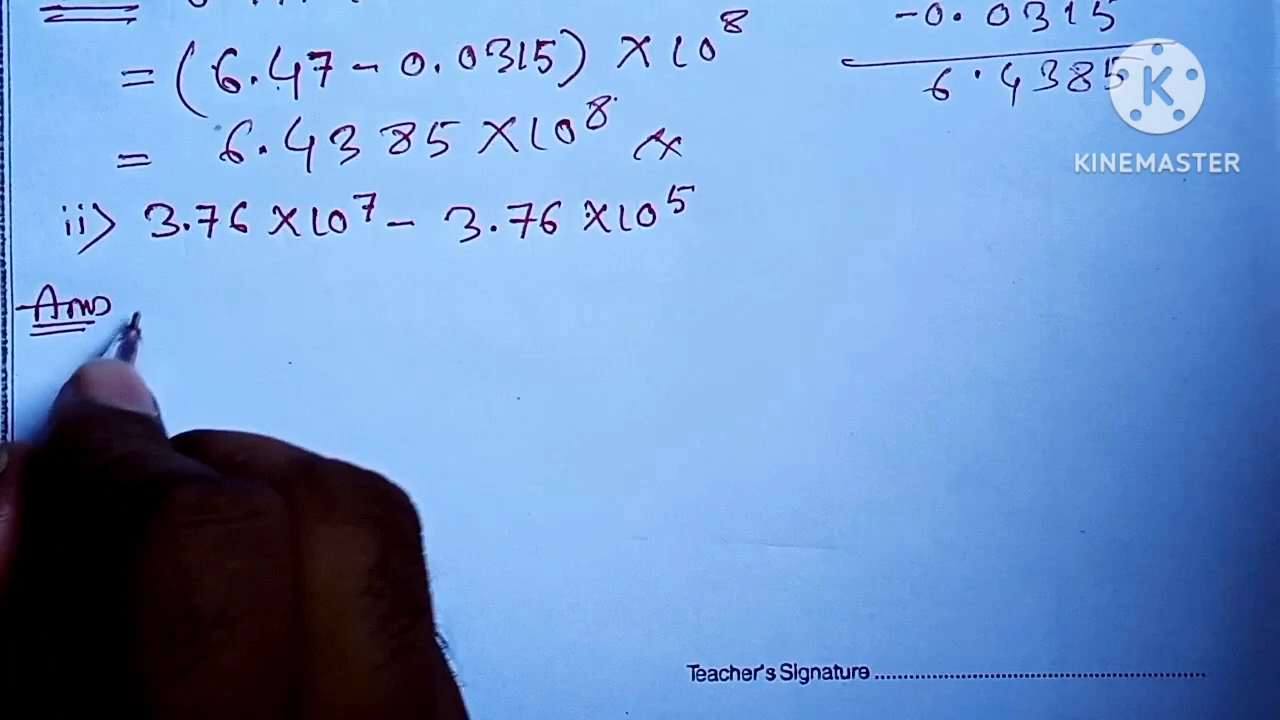 -0.0315
= (6.47 - 0.0315) × 10⁸
6.4385
K
KINEMASTER
= 6.4385 × 10⁸
ii) 3.76 × 10⁷ - 3.76 × 10⁵
Ans
Teacher's Signature